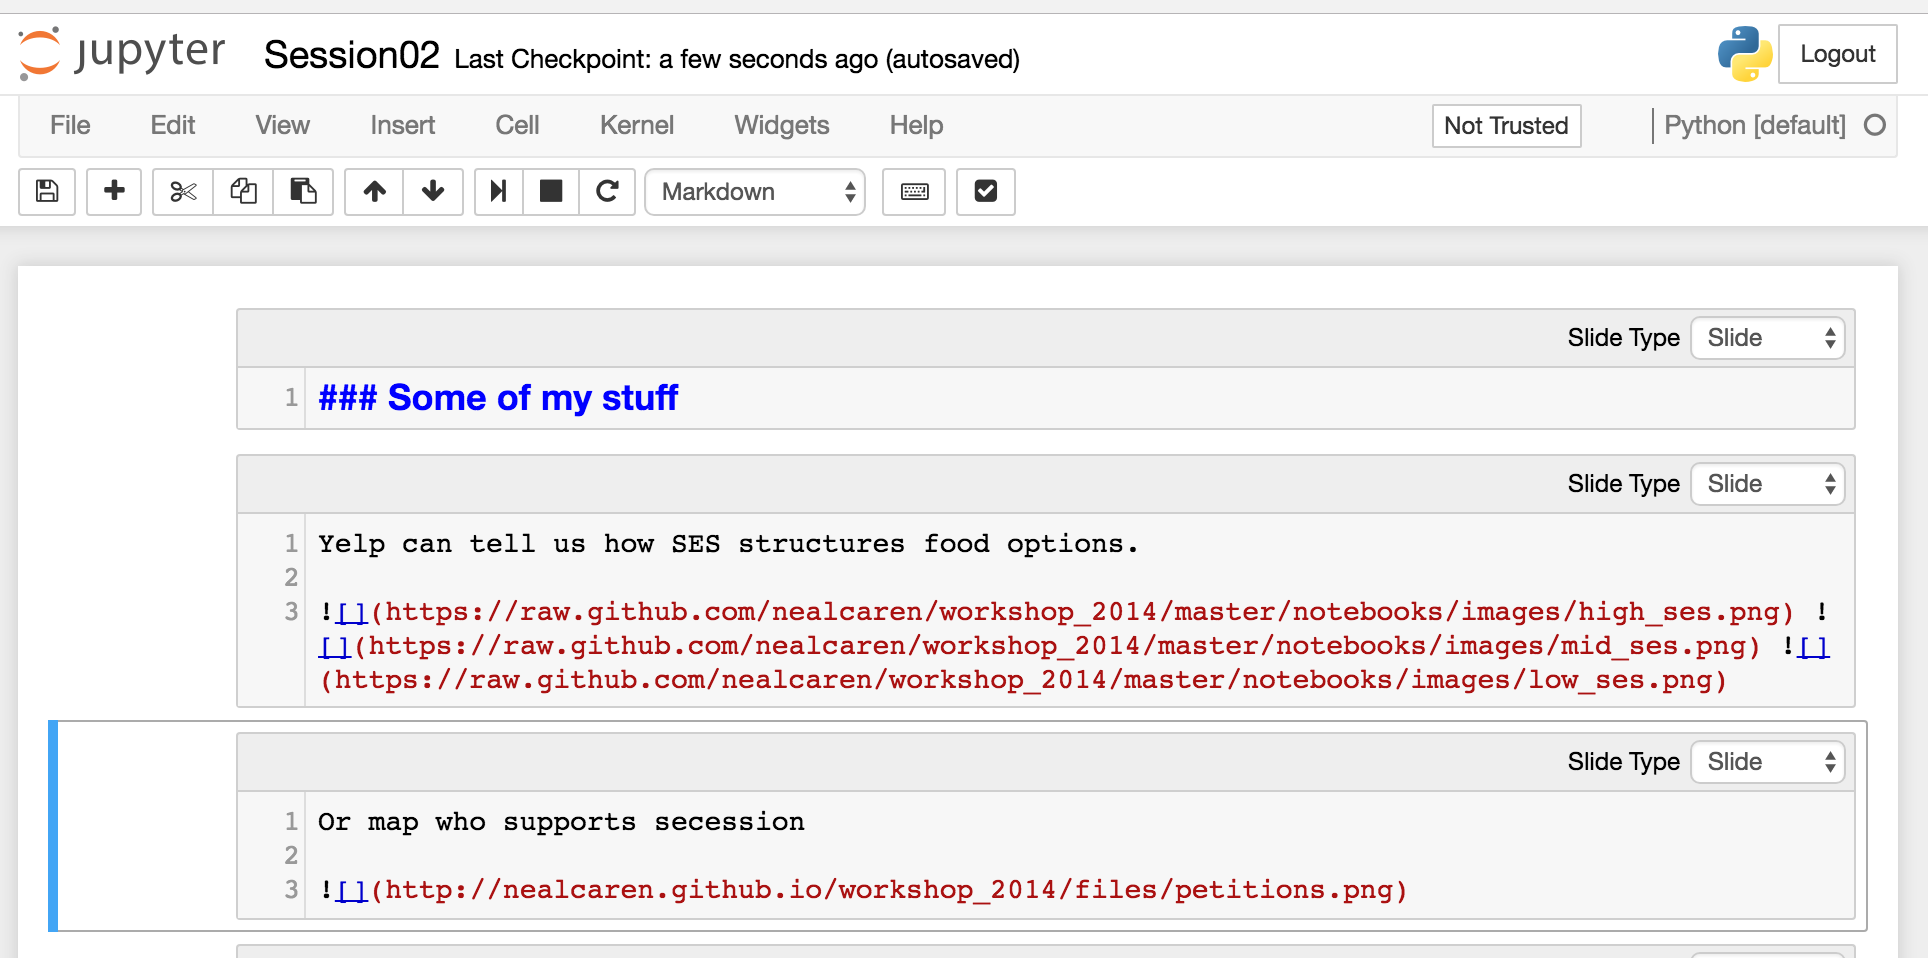 jupyter Session02 Last Checkpoint: a few seconds ago (autosaved) Logout
File Edit View Insert Cell Kernel Widgets Help Not Trusted Python [default]
Markdown
Slide Type Slide
1 ### Some of my stuff
Slide Type Slide
1 Yelp can tell us how SES structures food options.
2
3 ![](https://raw.github.com/nealcaren/workshop_2014/master/notebooks/images/high_ses.png) !
[](https://raw.github.com/nealcaren/workshop_2014/master/notebooks/images/mid_ses.png) ![]
(https://raw.github.com/nealcaren/workshop_2014/master/notebooks/images/low_ses.png)
Slide Type Slide
1 Or map who supports secession
2
3 ![](http://nealcaren.github.io/workshop_2014/files/petitions.png)